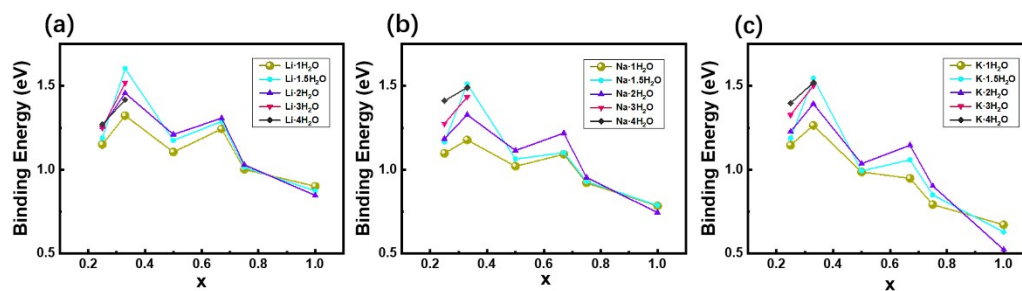 (a)
Binding Energy (eV)
1.5
1.0
0.5
0.2 0.4 0.6 0.8 1.0
x
Li·1H₂O
Li·1.5H₂O
Li·2H₂O
Li·3H₂O
Li·4H₂O
(b)
Binding Energy (eV)
1.5
1.0
0.5
0.2 0.4 0.6 0.8 1.0
x
Na·1H₂O
Na·1.5H₂O
Na·2H₂O
Na·3H₂O
Na·4H₂O
(c)
Binding Energy (eV)
1.5
1.0
0.5
0.2 0.4 0.6 0.8 1.0
x
K·1H₂O
K·1.5H₂O
K·2H₂O
K·3H₂O
K·4H₂O